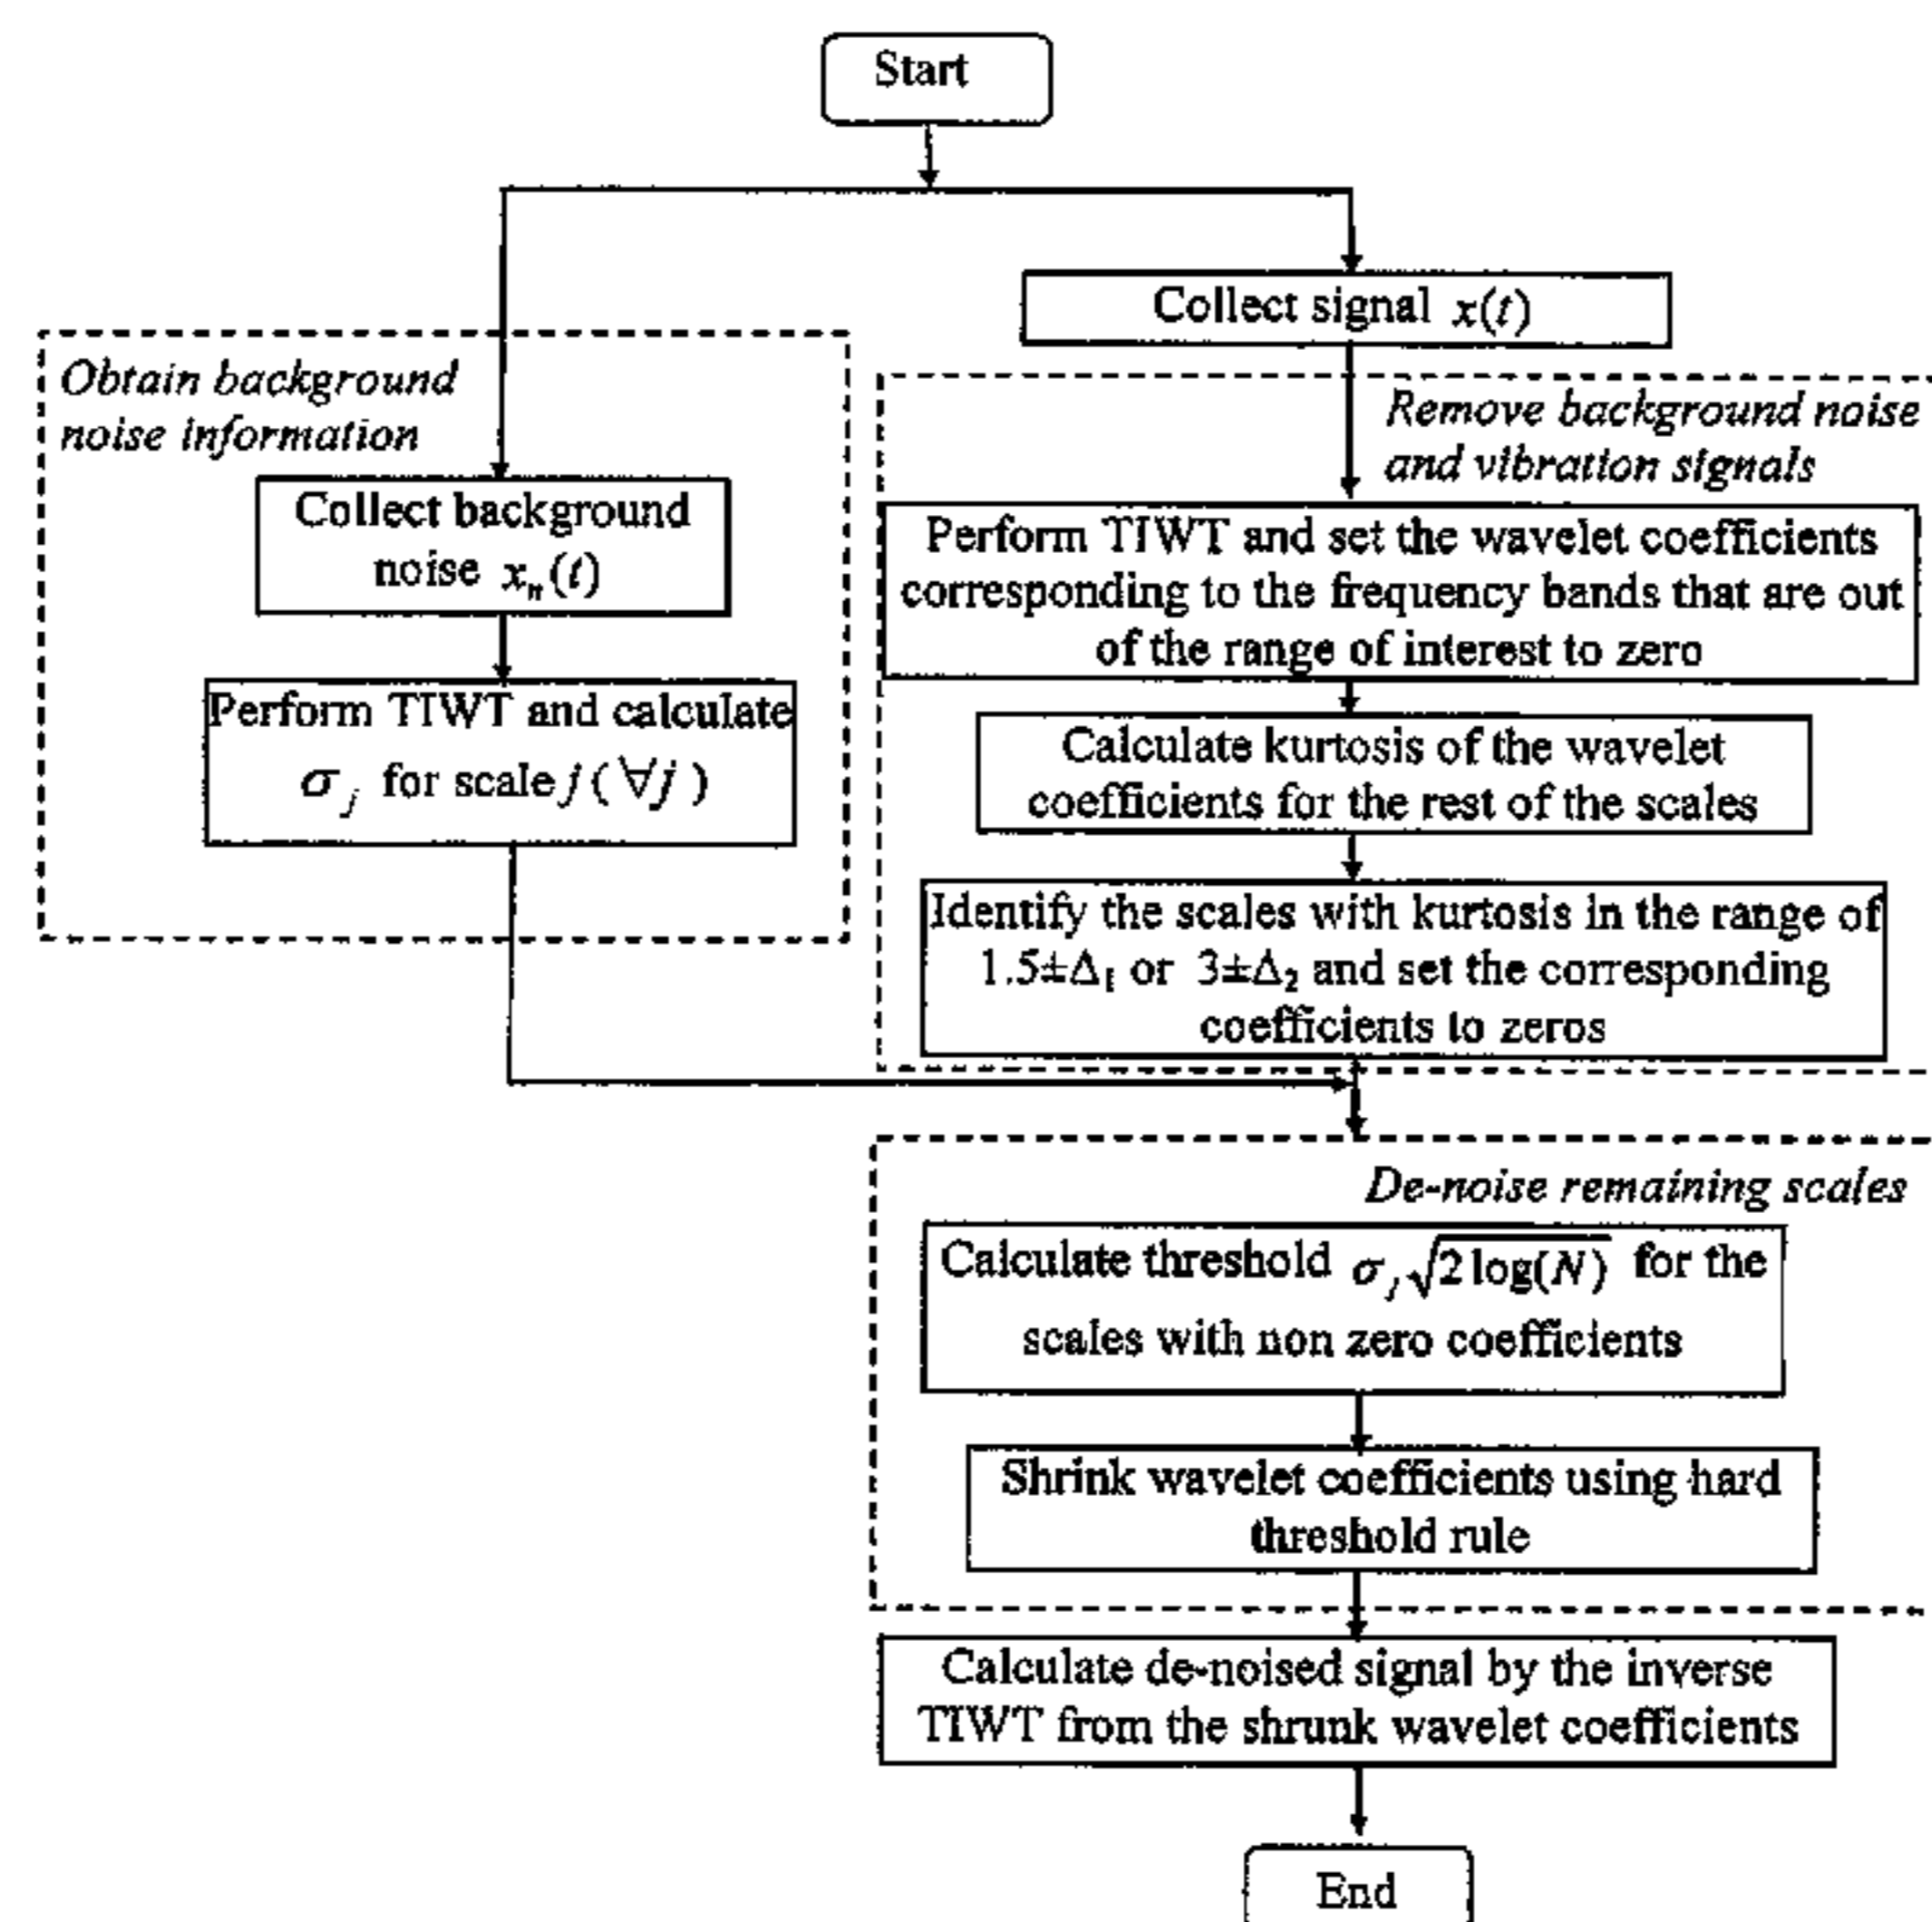 Start
Collect signal x(t)
Obtain background
noise information
Collect background
noise xₙ(t)
Perform TIWT and calculate
σⱼ for scale j (∀j)
Remove background noise
and vibration signals
Perform TIWT and set the wavelet coefficients
corresponding to the frequency bands that are out
of the range of interest to zero
Calculate kurtosis of the wavelet
coefficients for the rest of the scales
Identify the scales with kurtosis in the range of
1.5±Δ₁ or 3±Δ₂ and set the corresponding
coefficients to zeros
De-noise remaining scales
Calculate threshold σⱼ√2 log(N) for the
scales with non zero coefficients
Shrink wavelet coefficients using hard
threshold rule
Calculate de-noised signal by the inverse
TIWT from the shrunk wavelet coefficients
End